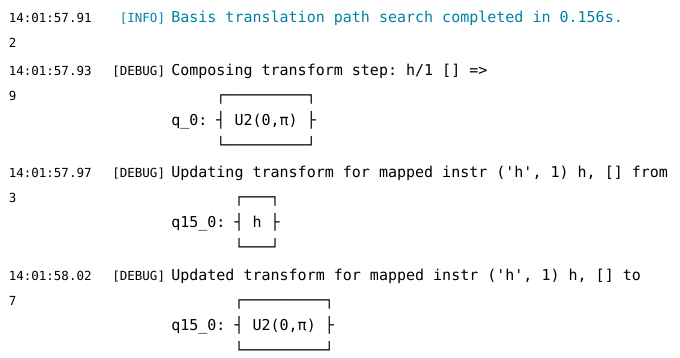 14:01:57.91 [INFO] Basis translation path search completed in 0.156s.
2
14:01:57.93 [DEBUG] Composing transform step: h/1 [] =>
9
q_0: ┤ U2(0,π) ├
14:01:57.97 [DEBUG] Updating transform for mapped instr ('h', 1) h, [] from
3
q15_0: ┤ h ├
14:01:58.02 [DEBUG] Updated transform for mapped instr ('h', 1) h, [] to
7
q15_0: ┤ U2(0,π) ├